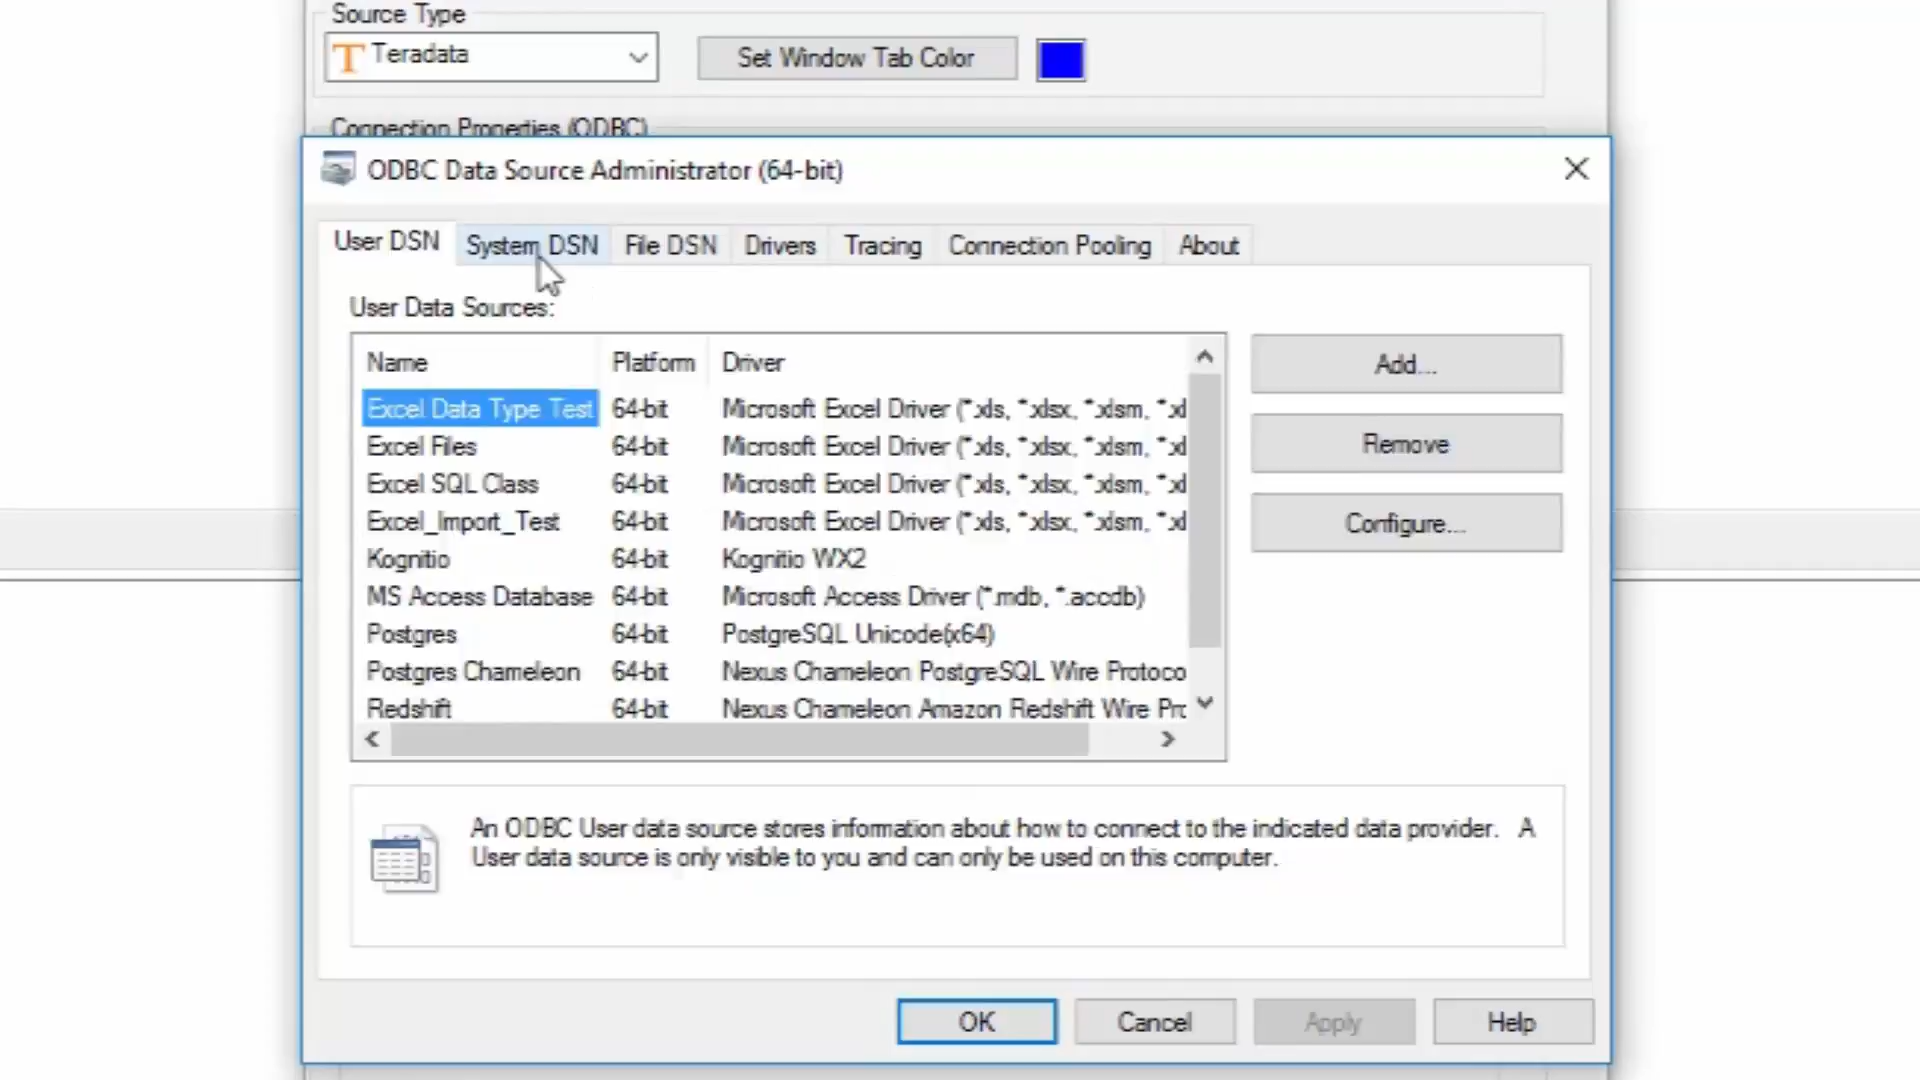 Source Type
Teradata
Set Window Tab Color
Connection Properties (ODBC)
ODBC Data Source Administrator (64-bit)
User DSN System DSN File DSN Drivers Tracing Connection Pooling About
User Data Sources:
Name Platform Driver
Excel Data Type Test 64-bit Microsoft Excel Driver (*.xls, *.xlsx, *.xlsm, *.xl
Excel Files 64-bit Microsoft Excel Driver (*.xls, *.xlsx, *.xlsm, *.xl
Excel SQL Class 64-bit Microsoft Excel Driver (*.xls, *.xlsx, *.xlsm, *.xl
Excel_Import_Test 64-bit Microsoft Excel Driver (*.xls, *.xlsx, *.xlsm, *.xl
Kognitio 64-bit Kognitio WX2
MS Access Database 64-bit Microsoft Access Driver (*.mdb, *.accdb)
Postgres 64-bit PostgreSQL Unicode(x64)
Postgres Chameleon 64-bit Nexus Chameleon PostgreSQL Wire Protoco
Redshift 64-bit Nexus Chameleon Amazon Redshift Wire Prc
Add...
Remove
Configure...
An ODBC User data source stores information about how to connect to the indicated data provider. A
User data source is only visible to you and can only be used on this computer.
OK Cancel Apply Help